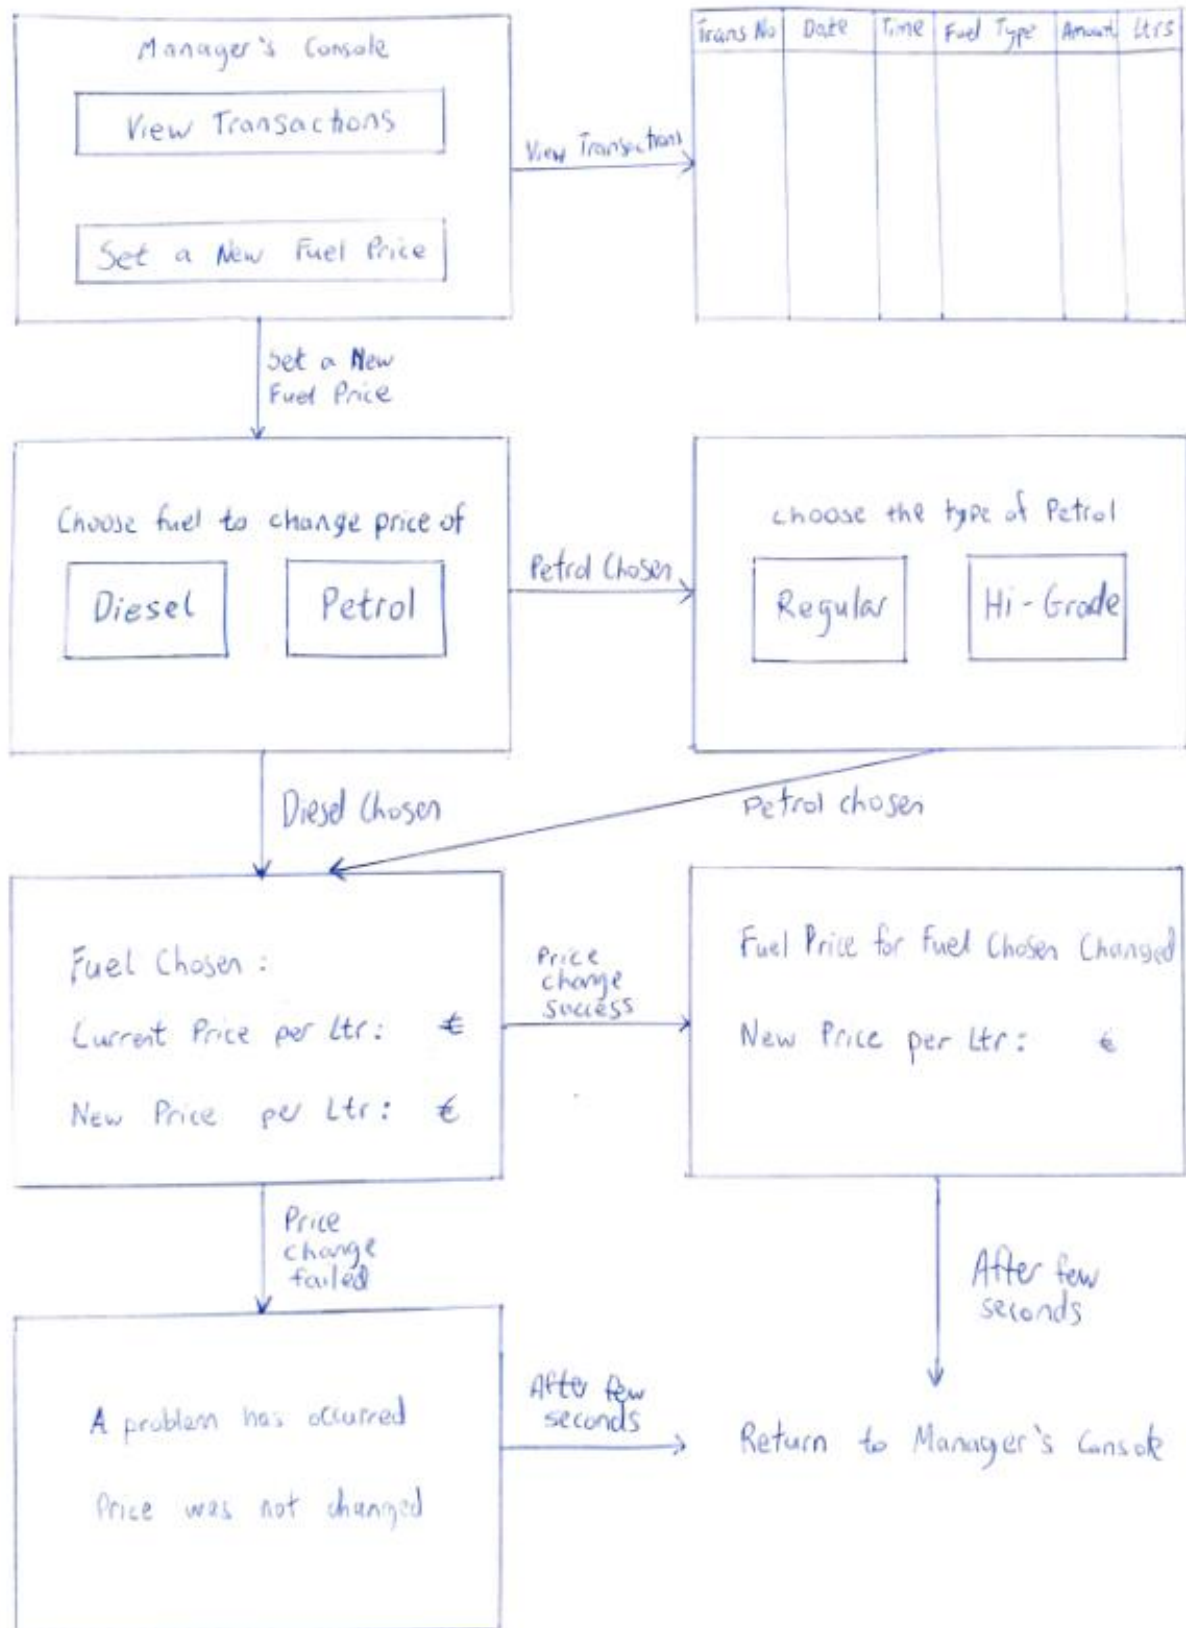 Manager's Console
View Transactions
Set a New Fuel Price
View Transactions
Trans No Date Time Fuel Type Amount Ltrs
Set a New
Fuel Price
Choose fuel to change price of
Diesel Petrol
Petrol Chosen
choose the type of Petrol
Regular Hi-Grade
Diesel Chosen
Petrol chosen
Fuel Chosen :
Current Price per Ltr: €
New Price per Ltr: €
Price
change
success
Fuel Price for Fuel Chosen Changed
New Price per Ltr: €
Price
change
failed
After few
seconds
A problem has occurred
Price was not changed
After few
seconds
Return to Manager's Console